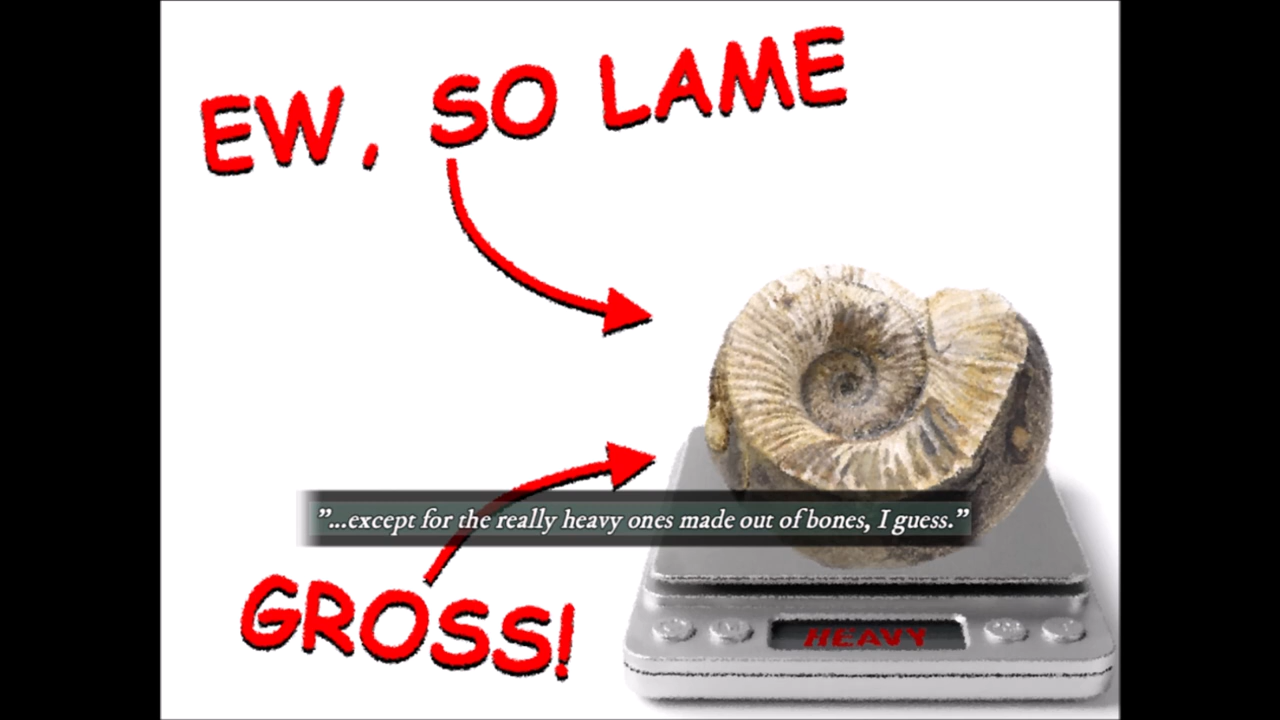 EW, SO LAME
"...except for the really heavy ones made out of bones, I guess."
GROSS!
HEAVY